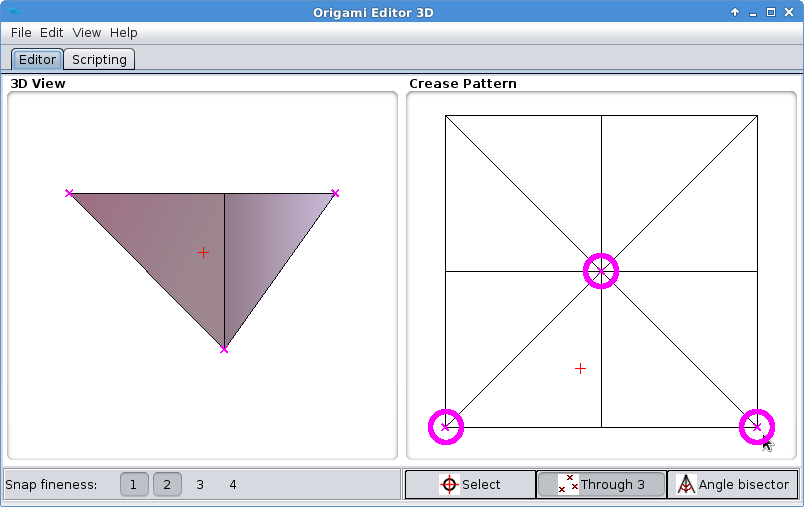 Origami Editor 3D
File Edit View Help
Editor Scripting
3D View Crease Pattern
Snap fineness: 1 2 3 4 Select Through 3 Angle bisector